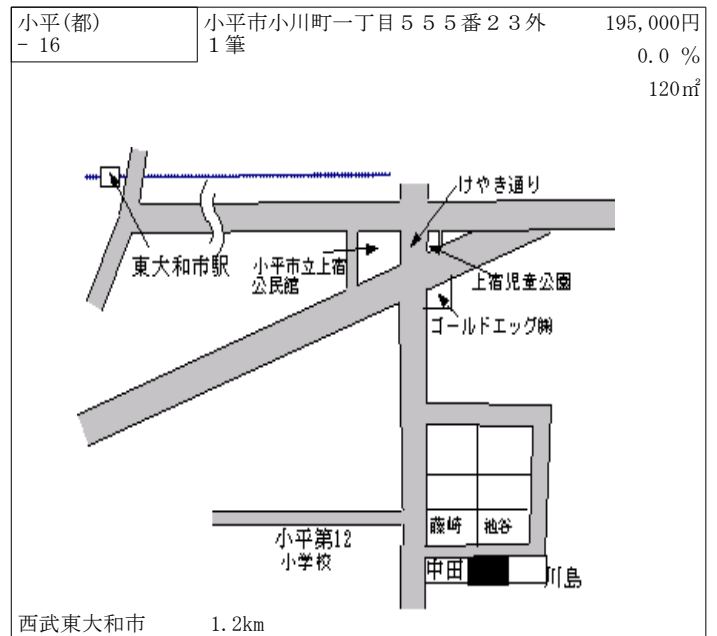 小平(都)
- 16
小平市小川町一丁目５５５番２３外
１筆
195,000円
0.0 %
120㎡
けやき通り
東大和市駅
小平市立上宿
公民館
上宿児童公園
ゴールドエッグ㈱
藤崎
池谷
小平第12
小学校
中田
川島
西武東大和市 1.2km